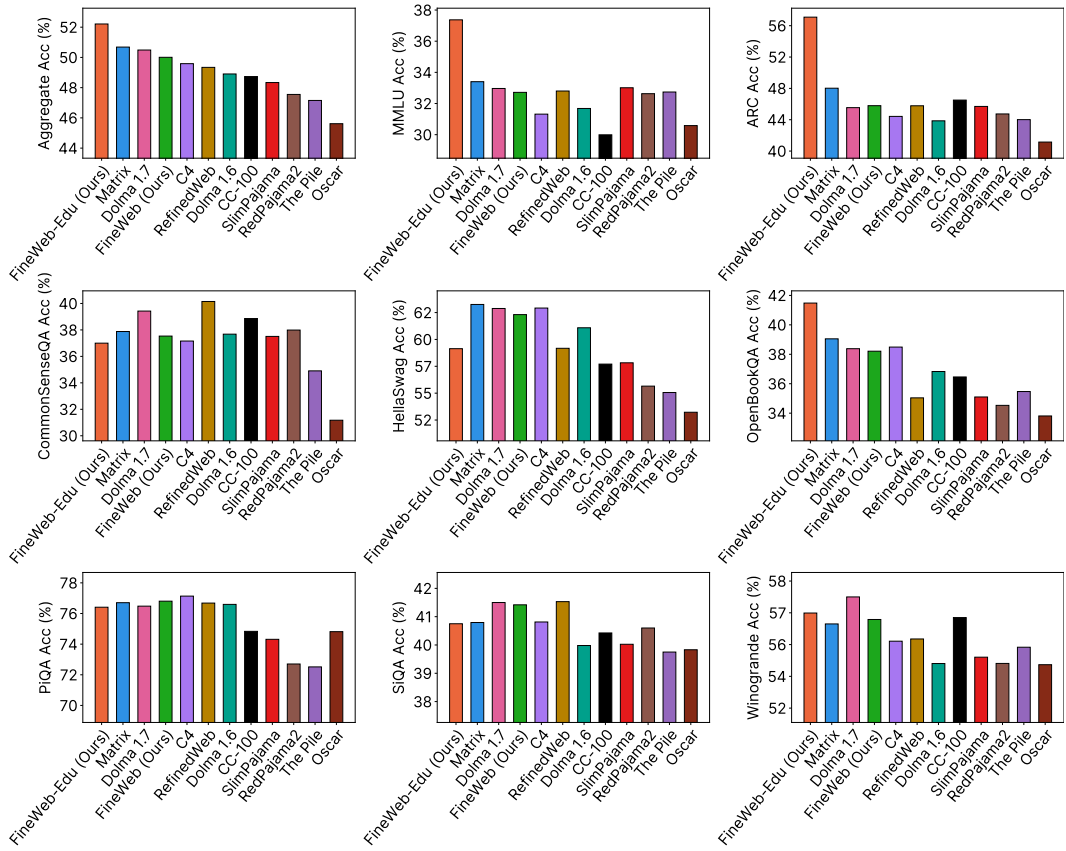 Aggregate Acc (%)
52
50
48
46
44
FineWeb-Edu (Ours)
Matrix
Dolma 1.7
FineWeb (Ours)
C4
RefinedWeb
Dolma 1.6
CC-100
SlimPajama
RedPajama2
The Pile
Oscar
MMLU Acc (%)
38
36
34
32
30
FineWeb-Edu (Ours)
Matrix
Dolma 1.7
FineWeb (Ours)
C4
RefinedWeb
Dolma 1.6
CC-100
SlimPajama
RedPajama2
The Pile
Oscar
ARC Acc (%)
56
52
48
44
40
FineWeb-Edu (Ours)
Matrix
Dolma 1.7
FineWeb (Ours)
C4
RefinedWeb
Dolma 1.6
CC-100
SlimPajama
RedPajama2
The Pile
Oscar
CommonSenseQA Acc (%)
40
38
36
34
32
30
FineWeb-Edu (Ours)
Matrix
Dolma 1.7
FineWeb (Ours)
C4
RefinedWeb
Dolma 1.6
CC-100
SlimPajama
RedPajama2
The Pile
Oscar
HellaSwag Acc (%)
62
60
57
55
52
FineWeb-Edu (Ours)
Matrix
Dolma 1.7
FineWeb (Ours)
C4
RefinedWeb
Dolma 1.6
CC-100
SlimPajama
RedPajama2
The Pile
Oscar
OpenBookQA Acc (%)
42
40
38
36
34
FineWeb-Edu (Ours)
Matrix
Dolma 1.7
FineWeb (Ours)
C4
RefinedWeb
Dolma 1.6
CC-100
SlimPajama
RedPajama2
The Pile
Oscar
PiQA Acc (%)
78
76
74
72
70
FineWeb-Edu (Ours)
Matrix
Dolma 1.7
FineWeb (Ours)
C4
RefinedWeb
Dolma 1.6
CC-100
SlimPajama
RedPajama2
The Pile
Oscar
SiQA Acc (%)
42
41
40
39
38
FineWeb-Edu (Ours)
Matrix
Dolma 1.7
FineWeb (Ours)
C4
RefinedWeb
Dolma 1.6
CC-100
SlimPajama
RedPajama2
The Pile
Oscar
Winogrande Acc (%)
58
57
56
54
52
FineWeb-Edu (Ours)
Matrix
Dolma 1.7
FineWeb (Ours)
C4
RefinedWeb
Dolma 1.6
CC-100
SlimPajama
RedPajama2
The Pile
Oscar